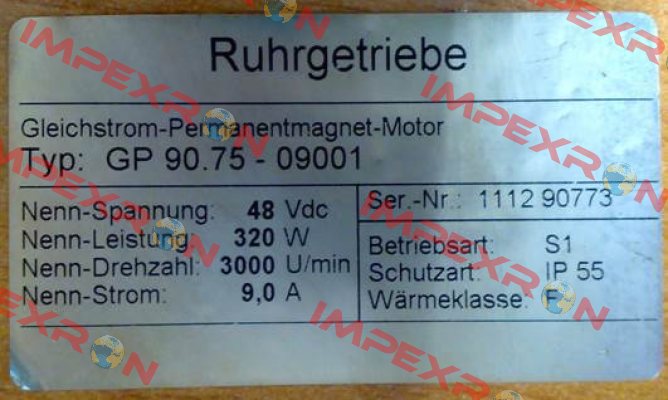 Ruhrgetriebe
Gleichstrom-Permanentmagnet-Motor
Typ: GP 90.75 - 09001
Nenn-Spannung: 48 Vdc
Nenn-Leistung: 320 W
Nenn-Drehzahl: 3000 U/min
Nenn-Strom: 9,0 A
Ser.-Nr.: 1112 90773
Betriebsart: S1
Schutzart: IP 55
Wärmeklasse: F
IMPEXRON
IMPEXRON
IMPEXRON
IMPEXRON
IMPEXRON